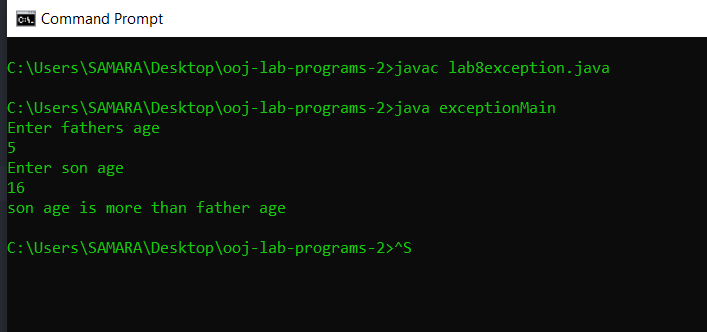 Command Prompt
C:\Users\SAMARA\Desktop\ooj-lab-programs-2>javac lab8exception.java
C:\Users\SAMARA\Desktop\ooj-lab-programs-2>java exceptionMain
Enter fathers age
5
Enter son age
16
son age is more than father age
C:\Users\SAMARA\Desktop\ooj-lab-programs-2>^S